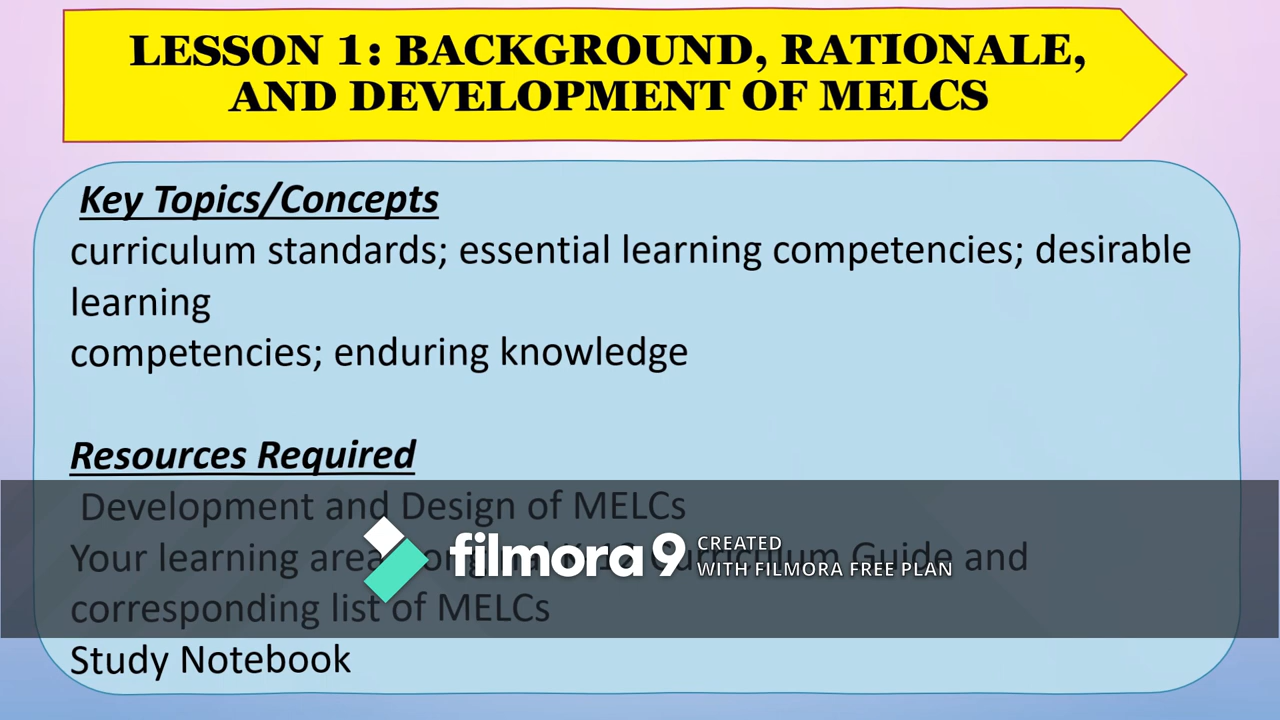 LESSON 1: BACKGROUND, RATIONALE,
AND DEVELOPMENT OF MELCS
Key Topics/Concepts
curriculum standards; essential learning competencies; desirable
learning
competencies; enduring knowledge
Resources Required
Development and Design of MELCs
Your learning area Curriculum Guide and
filmora 9 CREATED
WITH FILMORA FREE PLAN
corresponding list of MELCs
Study Notebook